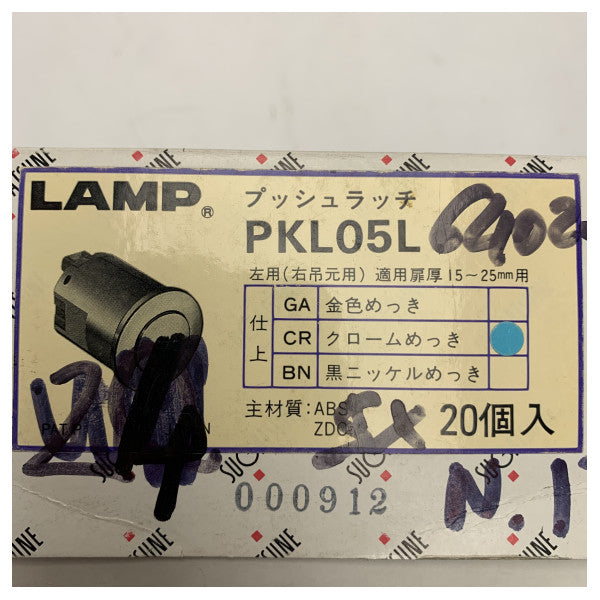 LAMP®
プッシュラッチ
PKL05L
左用(右吊元用) 適用扉厚15～25mm用
仕上
GA 金色めっき
CR クロームめっき
BN 黒ニッケルめっき
主材質:ABS
ZDC
20個入
000912
N.1